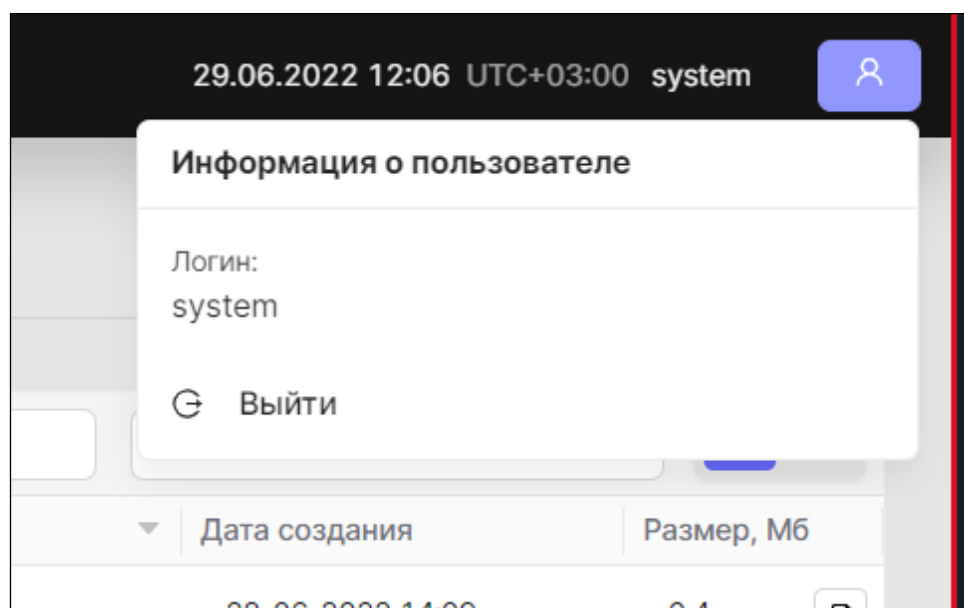 29.06.2022 12:06 UTC+03:00 system
Информация о пользователе
Логин:
system
Выйти
Дата создания Размер, Мб